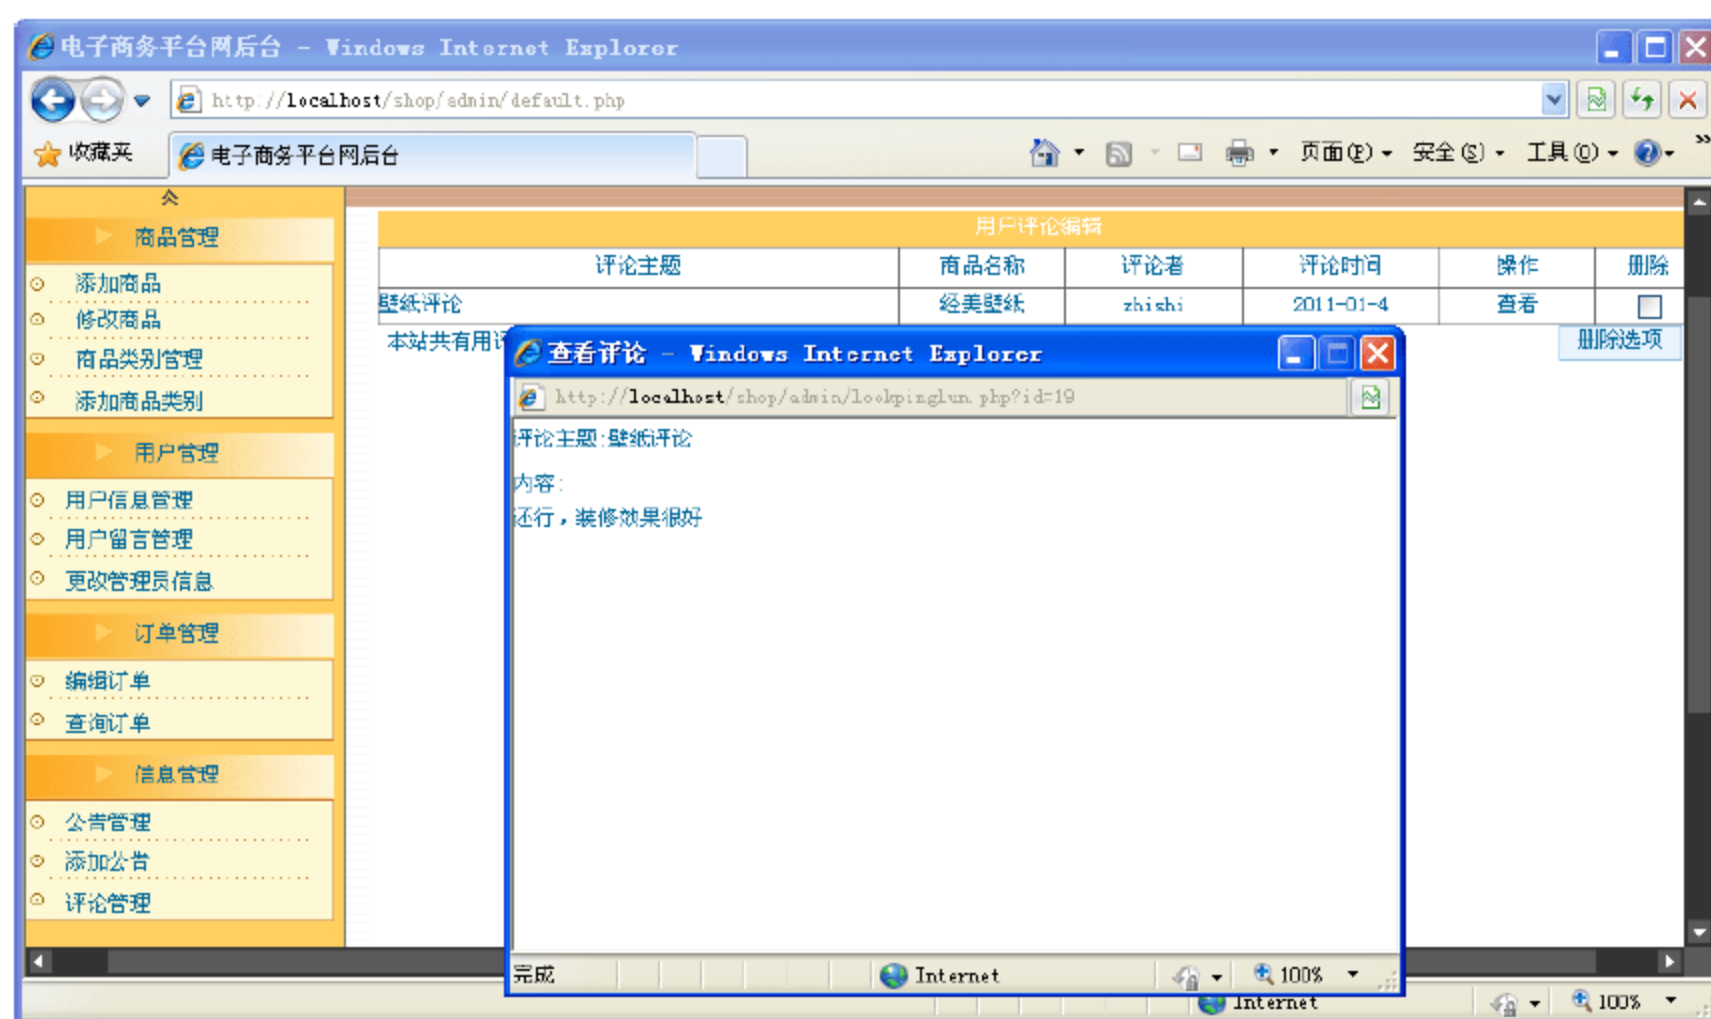 电子商务平台网后台 - Windows Internet Explorer
http://localhost/shop/admin/default.php
收藏夹
电子商务平台网后台
页面(P) 安全(S) 工具(O)
商品管理
添加商品
修改商品
商品类别管理
添加商品类别
用户管理
用户信息管理
用户留言管理
更改管理员信息
订单管理
编辑订单
查询订单
信息管理
公告管理
添加公告
评论管理
用户评论编辑
评论主题 商品名称 评论者 评论时间 操作 删除
壁纸评论 经美壁纸 zhishi 2011-01-4 查看
本站共有用
删除选项
查看评论 - Windows Internet Explorer
http://localhost/shop/admin/lookpinglun.php?id=19
评论主题:壁纸评论
内容:
还行，装修效果很好
完成 Internet 100%
Internet 100%